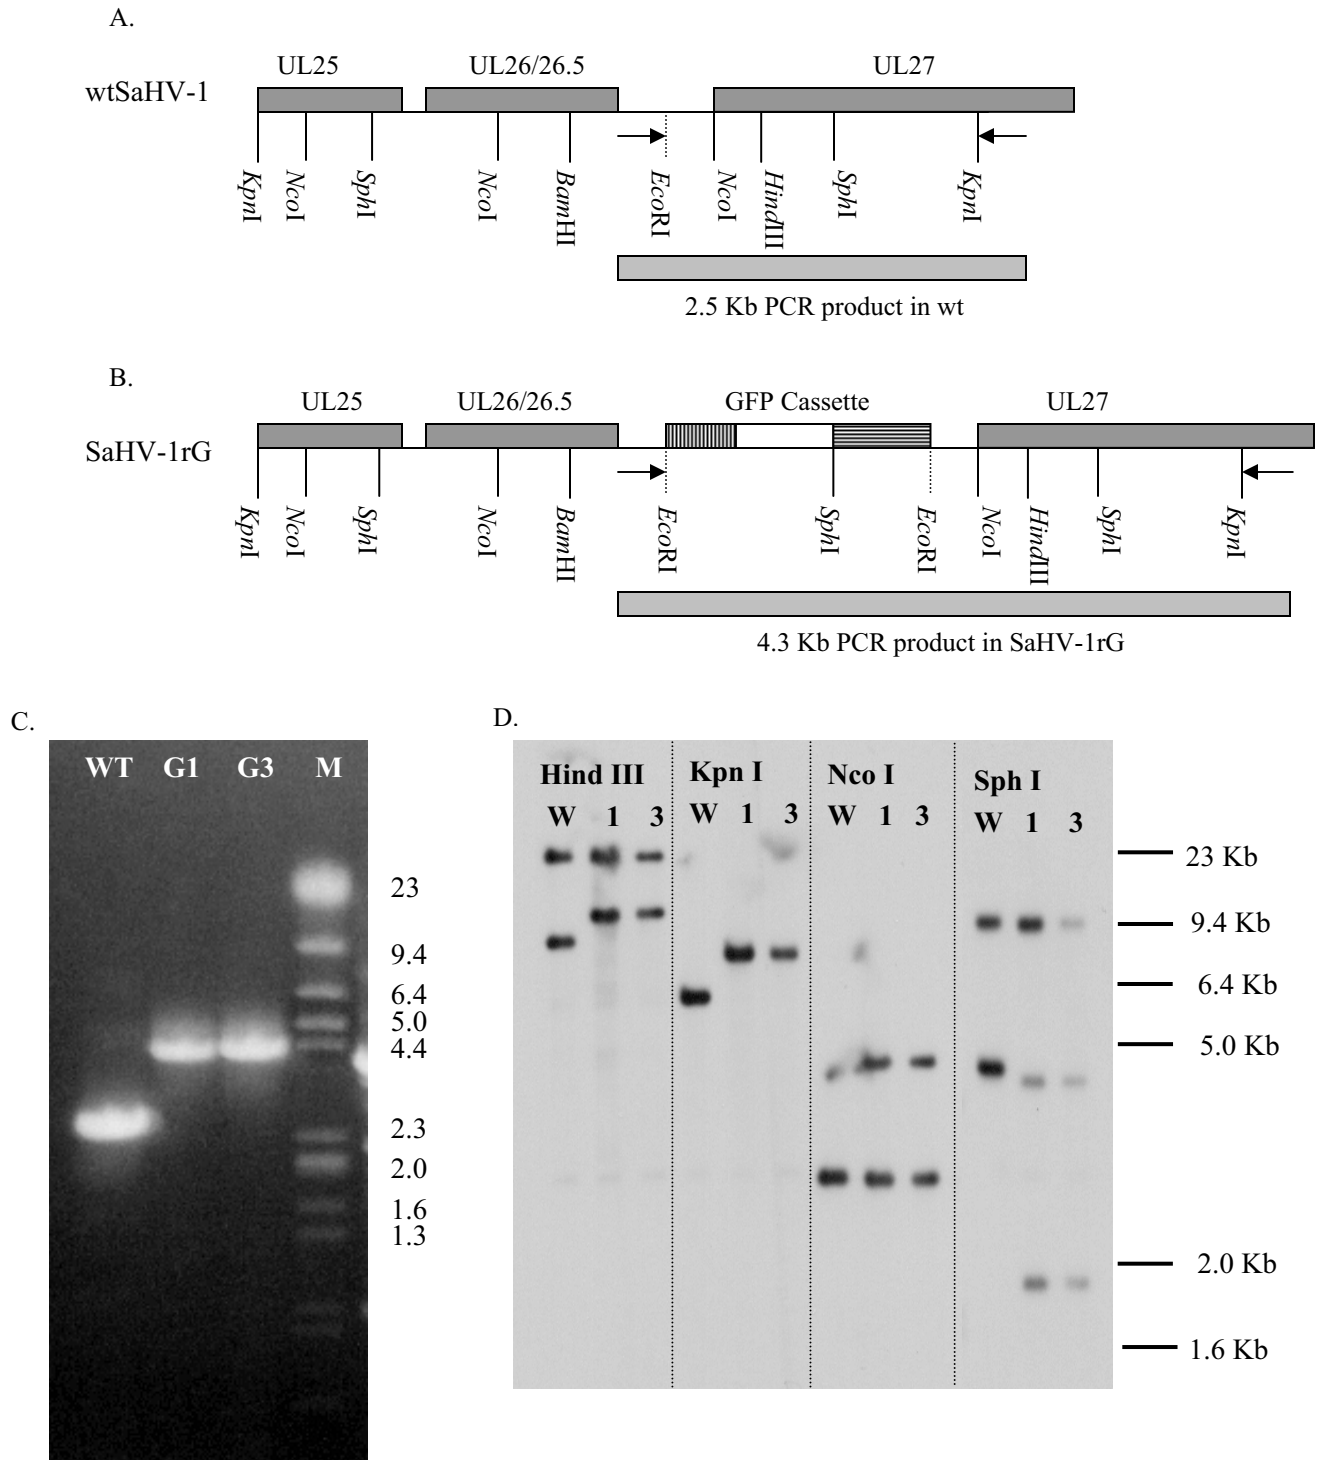 A.
UL25 UL26/26.5 UL27
wtSaHV-1
KpnI NcoI SphI NcoI BamHI EcoRI NcoI HindIII SphI KpnI
2.5 Kb PCR product in wt
B.
UL25 UL26/26.5 GFP Cassette UL27
SaHV-1rG
KpnI NcoI SphI NcoI BamHI EcoRI SphI EcoRI NcoI HindIII SphI KpnI
4.3 Kb PCR product in SaHV-1rG
C.
WT G1 G3 M
23
9.4
6.4
5.0
4.4
2.3
2.0
1.6
1.3
D.
Hind III Kpn I Nco I Sph I
W 1 3 W 1 3 W 1 3 W 1 3
23 Kb
9.4 Kb
6.4 Kb
5.0 Kb
2.0 Kb
1.6 Kb